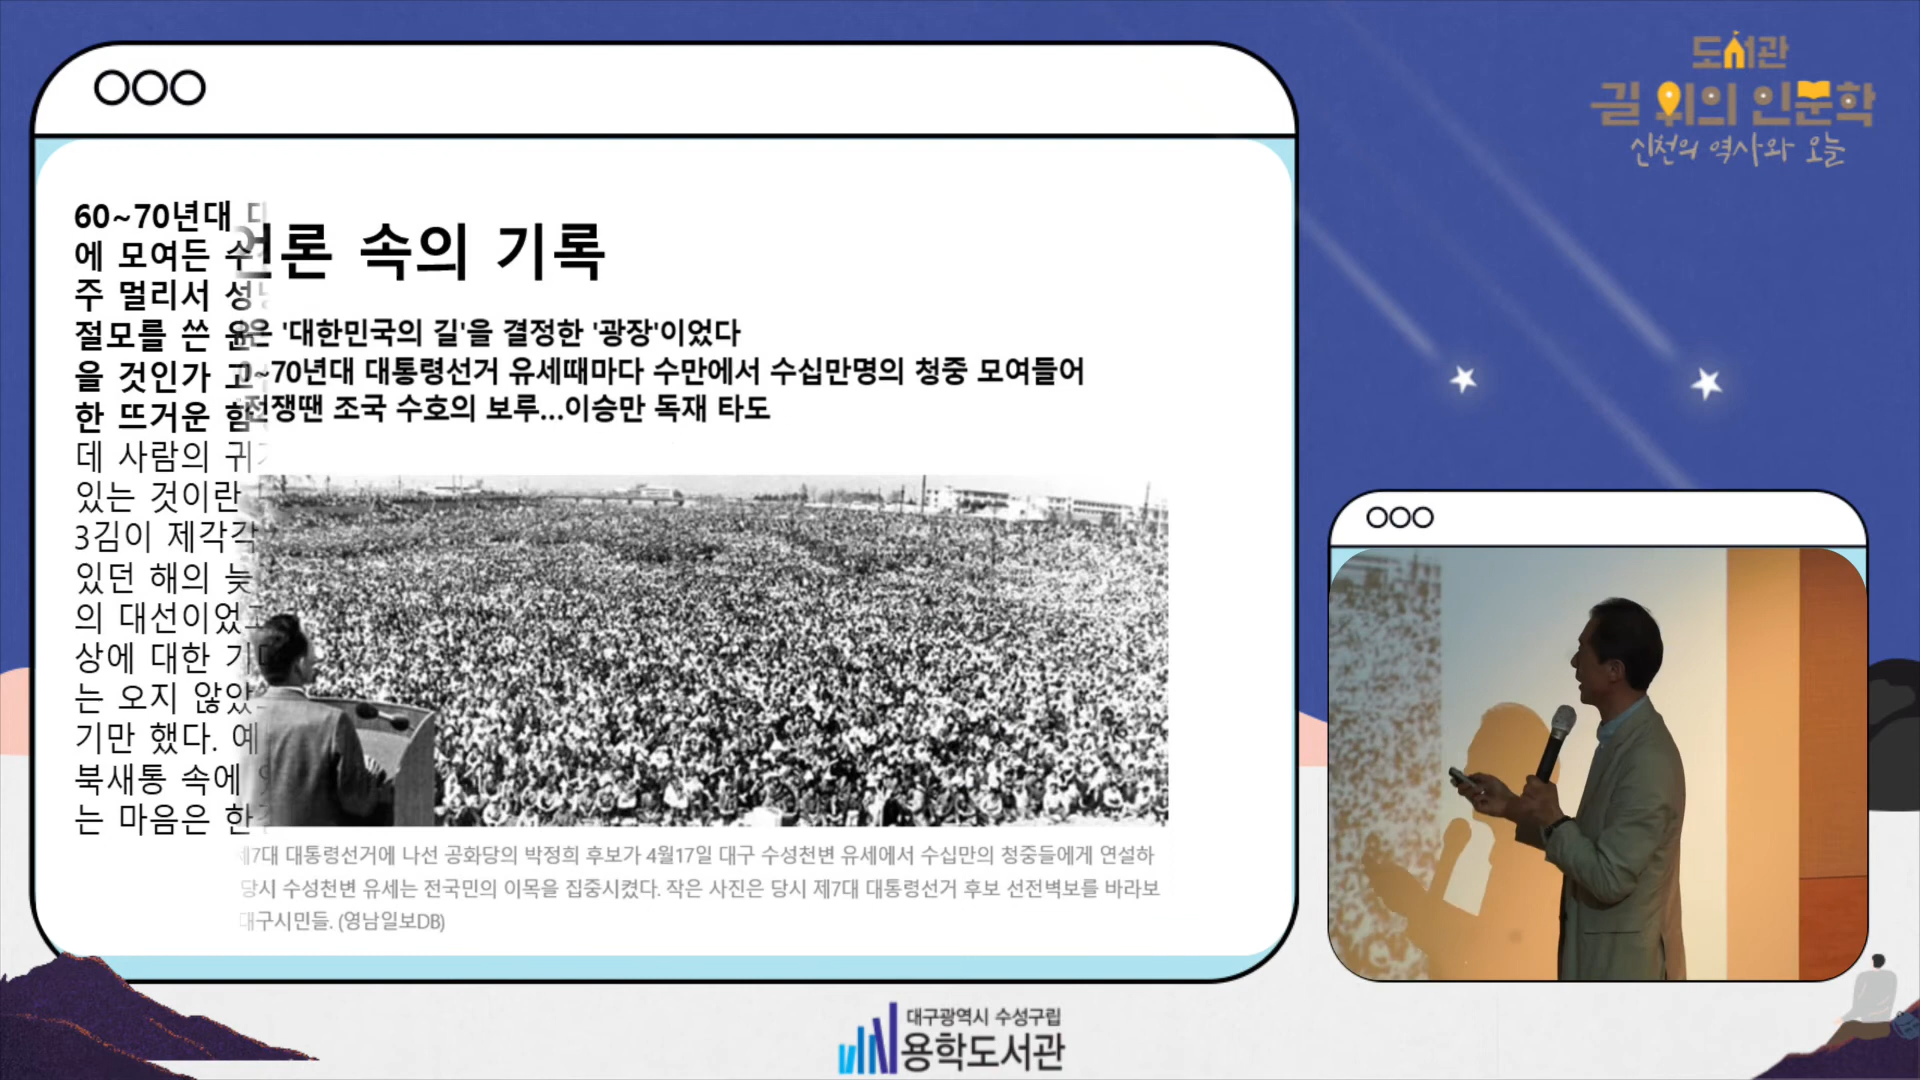 도서관
길 위의 인문학
신천의 역사와 오늘
60~70년대
에 모여든 수
주 멀리서 성
절모를 쓴
을 것인가 고
한 뜨거운 함
데 사람의 귀
있는 것이란
3김이 제각각
있던 해의 늦
의 대선이었고
상에 대한 기대
는 오지 않았
기만 했다. 예
북새통 속에
는 마음은 한
언론 속의 기록
은 '대한민국의 길'을 결정한 '광장'이었다
~70년대 대통령선거 유세때마다 수만에서 수십만명의 청중 모여들어
전쟁땐 조국 수호의 보루...이승만 독재 타도
제7대 대통령선거에 나선 공화당의 박정희 후보가 4월17일 대구 수성천변 유세에서 수십만의 청중들에게 연설하
당시 수성천변 유세는 전국민의 이목을 집중시켰다. 작은 사진은 당시 제7대 대통령선거 후보 선전벽보를 바라보
대구시민들. (영남일보DB)
대구광역시 수성구립
용학도서관